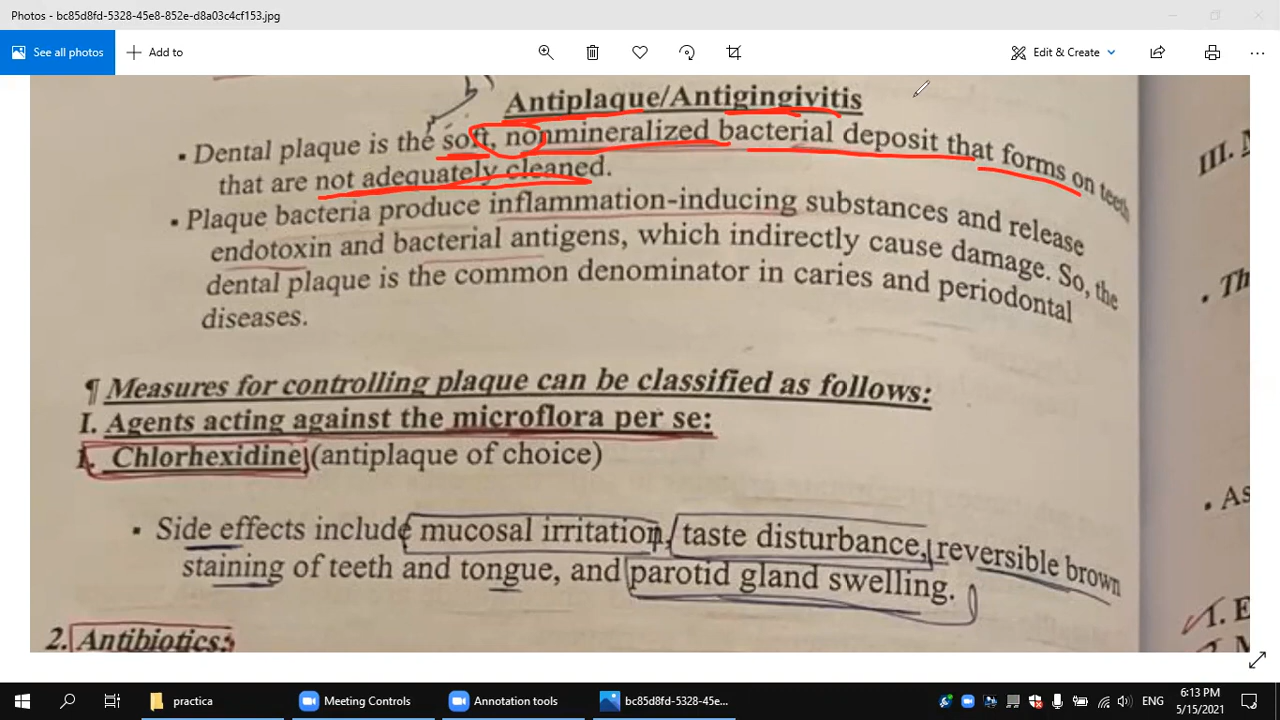 Photos - bc85d8fd-5328-45e8-852e-d8a03c4cf153.jpg
See all photos
Add to
Edit & Create
Antiplaque/Antigingivitis
▪ Dental plaque is the soft, nonmineralized bacterial deposit that forms on teeth
that are not adequately cleaned.
▪ Plaque bacteria produce inflammation-inducing substances and release
endotoxin and bacterial antigens, which indirectly cause damage. So, the
dental plaque is the common denominator in caries and periodontal
diseases.
¶ Measures for controlling plaque can be classified as follows:
I. Agents acting against the microflora per se:
1. Chlorhexidine (antiplaque of choice)
▪ Side effects include mucosal irritation, taste disturbance, reversible brown
staining of teeth and tongue, and parotid gland swelling.
2. Antibiotics:
III.
▪ Th
▪ As
1. E
practica
Meeting Controls
Annotation tools
bc85d8fd-5328-45e...
ENG
6:13 PM
5/15/2021